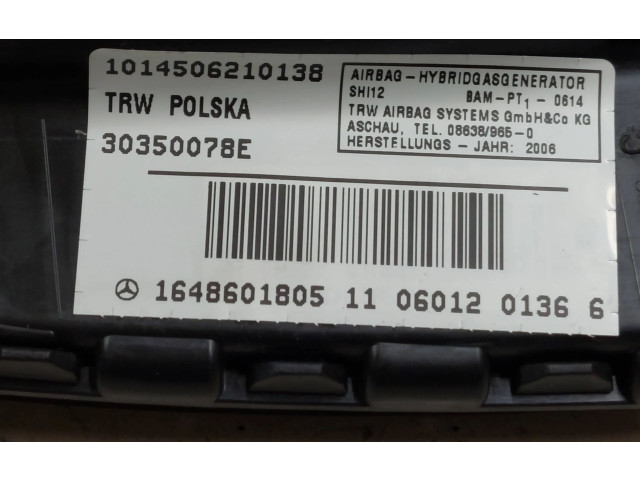 1014506210138
TRW POLSKA
30350078E
AIRBAG-HYBRIDGASGENERATOR
SHI12 BAM-PT1 - 0614
TRW AIRBAG SYSTEMS GmbH&Co KG
ASCHAU, TEL. 08638/965-0
HERSTELLUNGS - JAHR: 2006
1648601805 11 06012 0136 6